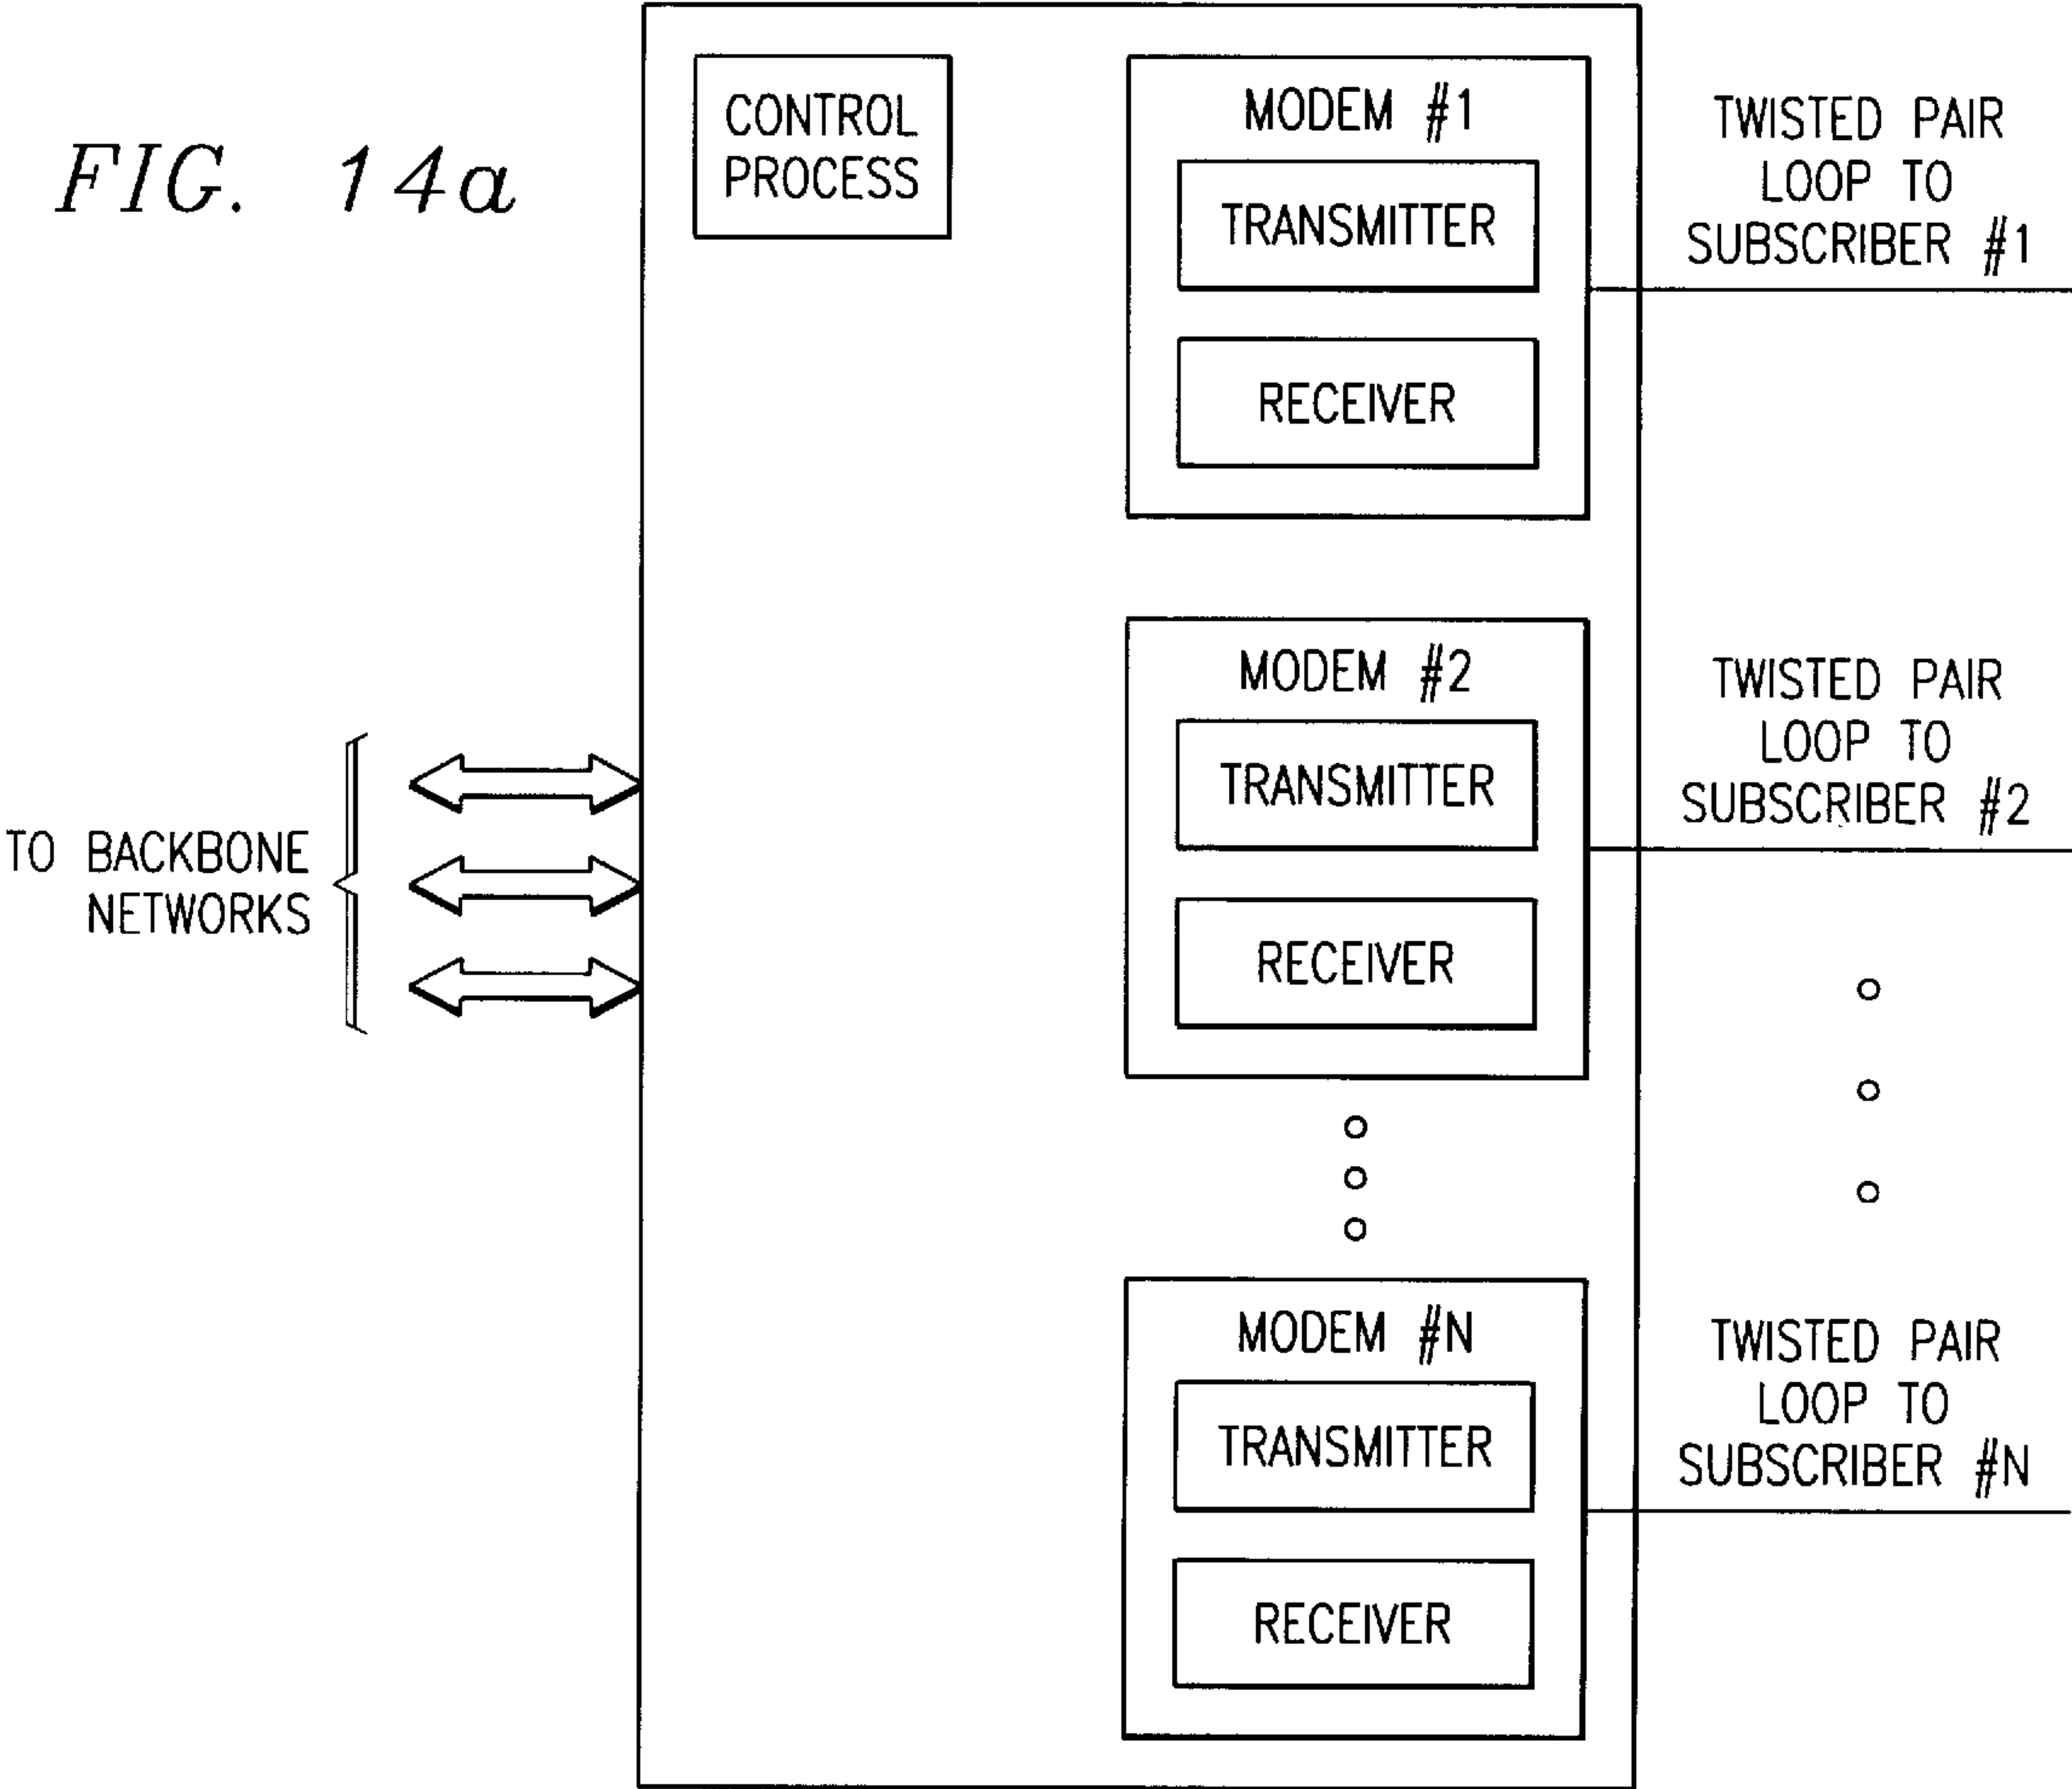 FIG. 14a
CONTROL
PROCESS
MODEM #1
TRANSMITTER
RECEIVER
TWISTED PAIR
LOOP TO
SUBSCRIBER #1
MODEM #2
TRANSMITTER
RECEIVER
TWISTED PAIR
LOOP TO
SUBSCRIBER #2
TO BACKBONE
NETWORKS
MODEM #N
TRANSMITTER
RECEIVER
TWISTED PAIR
LOOP TO
SUBSCRIBER #N